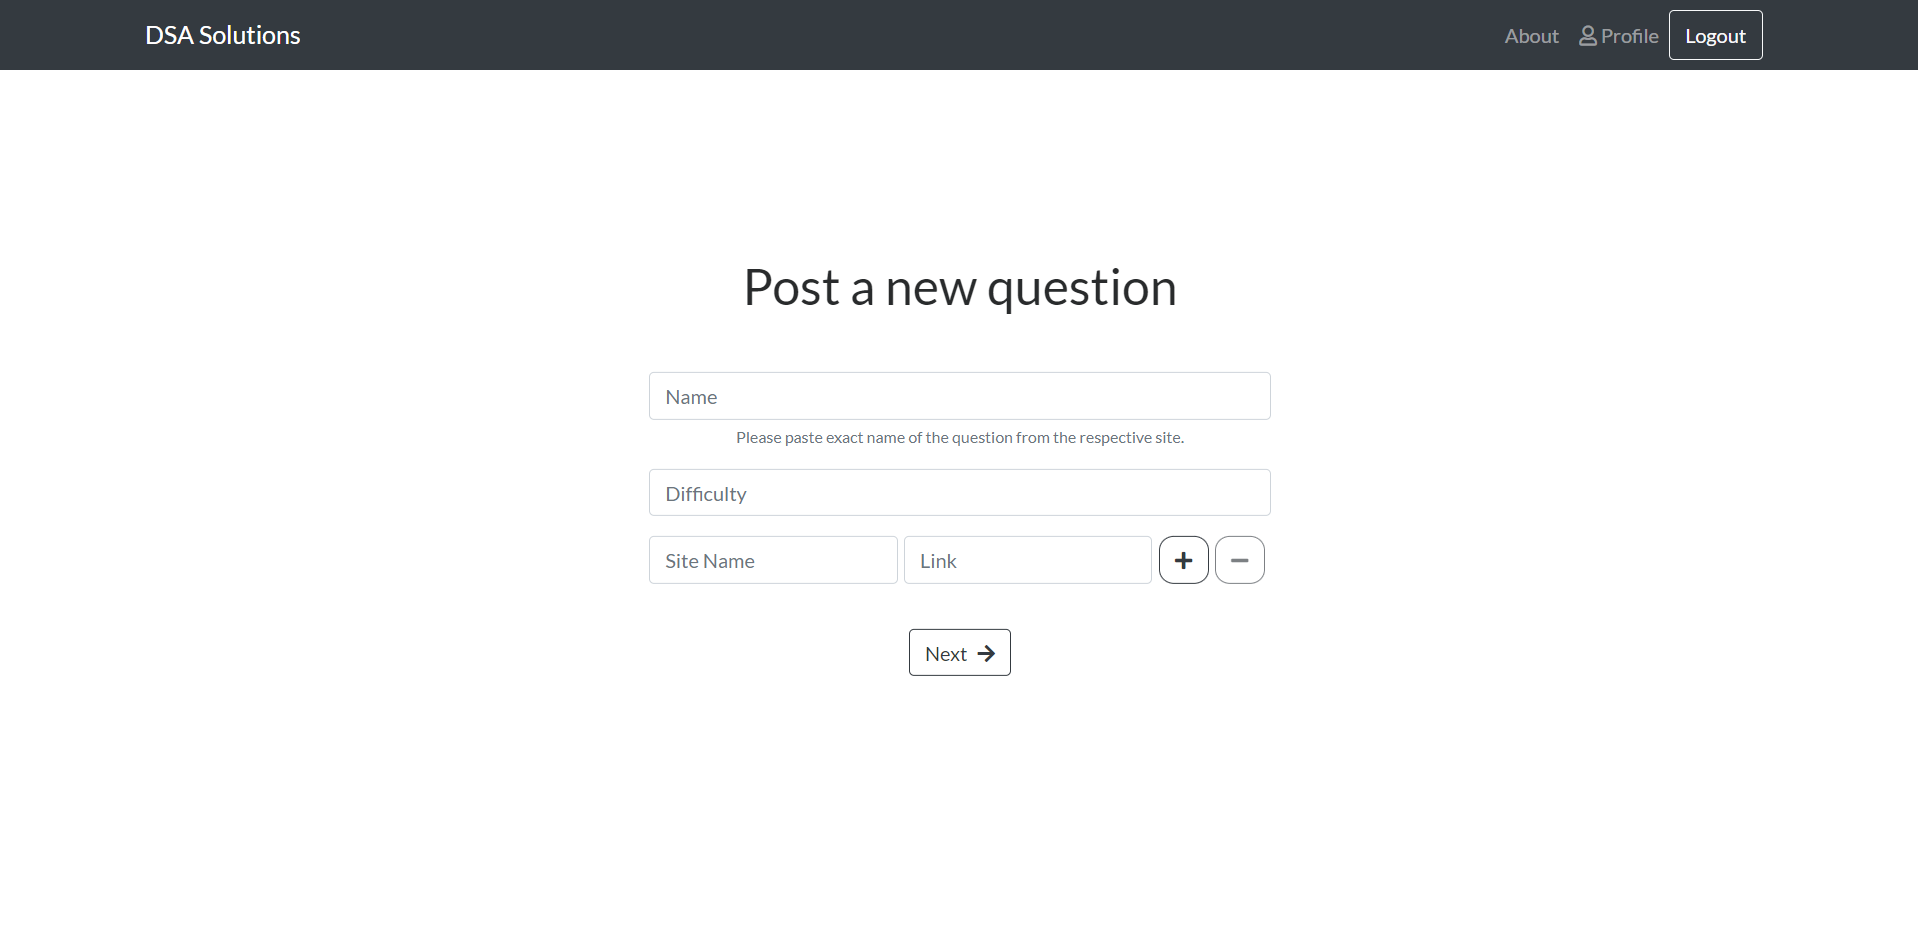 DSA Solutions About Profile Logout
Post a new question
Name
Please paste exact name of the question from the respective site.
Difficulty
Site Name Link
Next